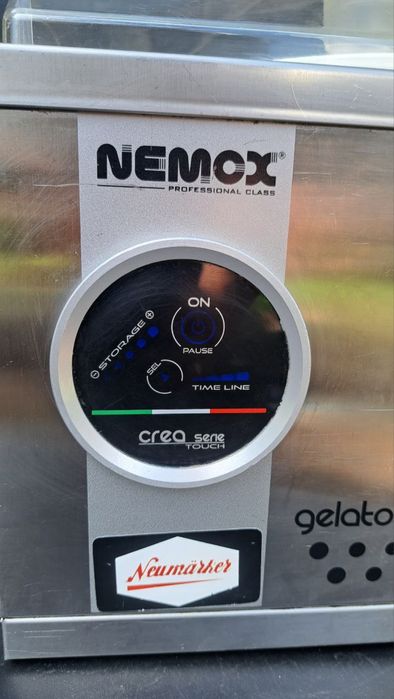 NEMOX®
PROFESSIONAL CLASS
ON
STORAGE
PAUSE
SEL
TIME LINE
crea serie
TOUCH
gelato
Neumärker